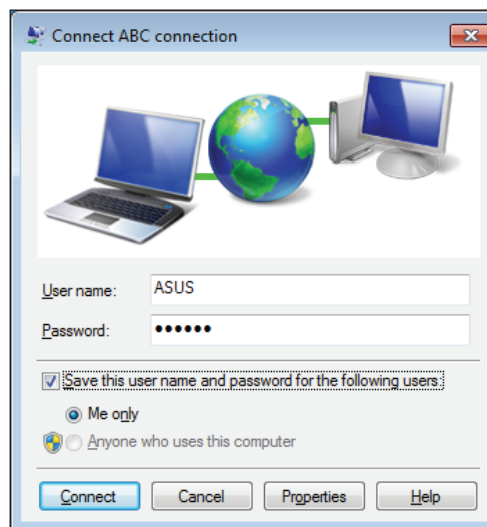 Connect ABC connection
User name:
ASUS
Password:
••••••
Save this user name and password for the following users:
Me only
Anyone who uses this computer
Connect
Cancel
Properties
Help